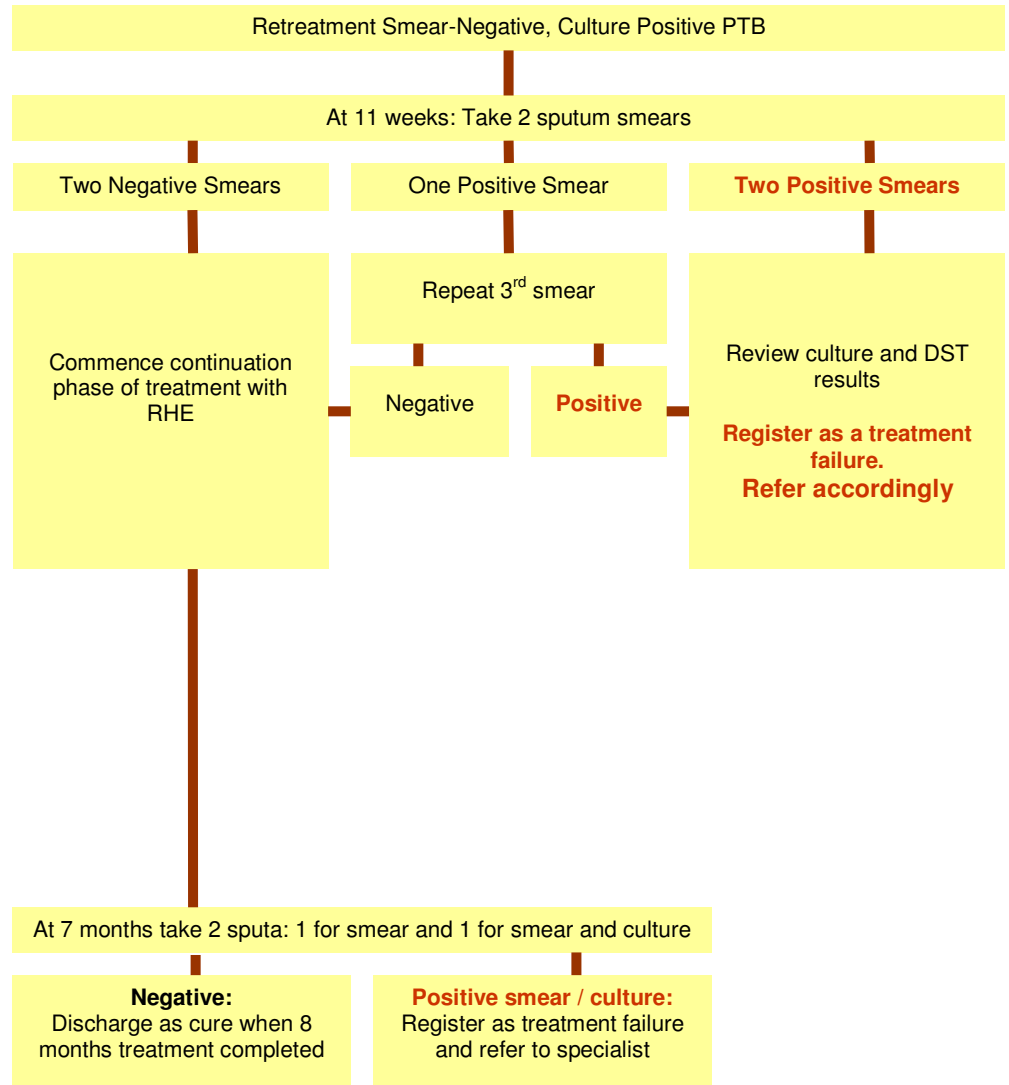 Retreatment Smear-Negative, Culture Positive PTB
At 11 weeks: Take 2 sputum smears
Two Negative Smears
One Positive Smear
Two Positive Smears
Commence continuation
phase of treatment with
RHE
Repeat 3rd smear
Negative
Positive
Review culture and DST
results
Register as a treatment
failure.
Refer accordingly
At 7 months take 2 sputa: 1 for smear and 1 for smear and culture
Negative:
Discharge as cure when 8
months treatment completed
Positive smear / culture:
Register as treatment failure
and refer to specialist